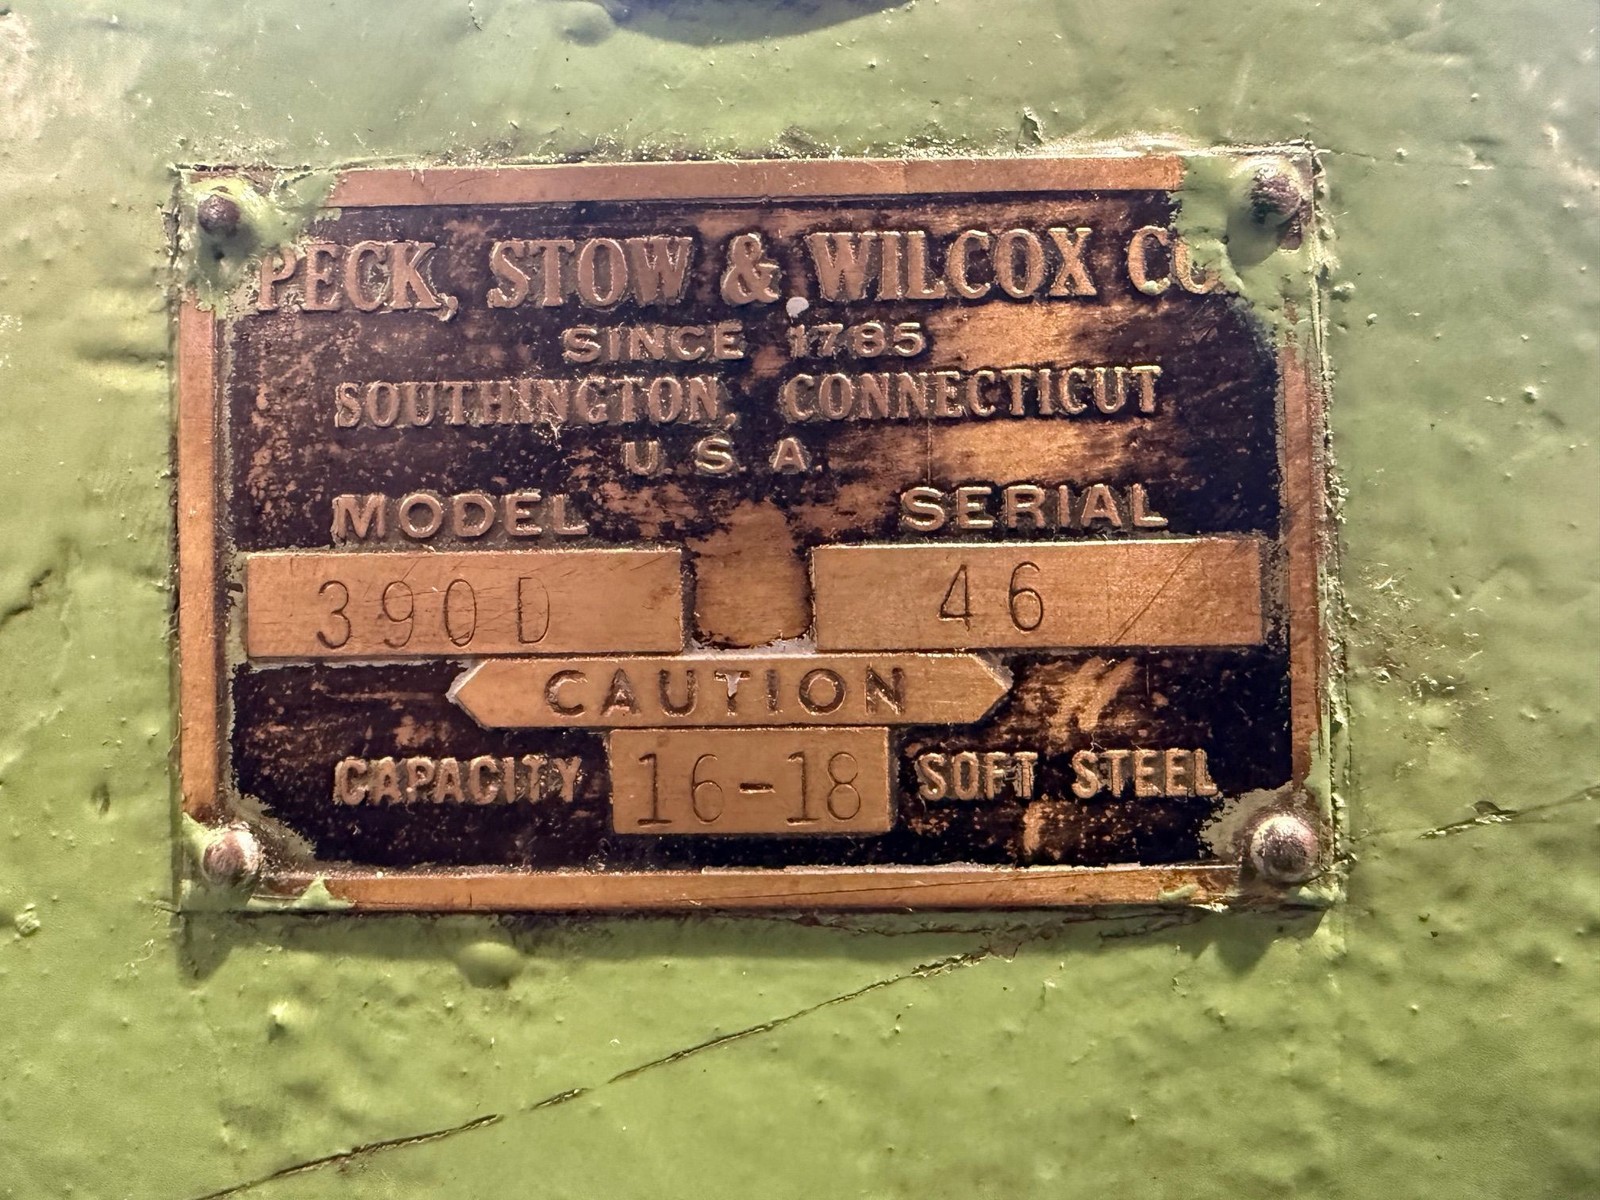 PECK, STOW & WILCOX CO
SINCE 1785
SOUTHINGTON, CONNECTICUT
U.S.A.
MODEL SERIAL
390D 46
CAUTION
CAPACITY 16-18 SOFT STEEL